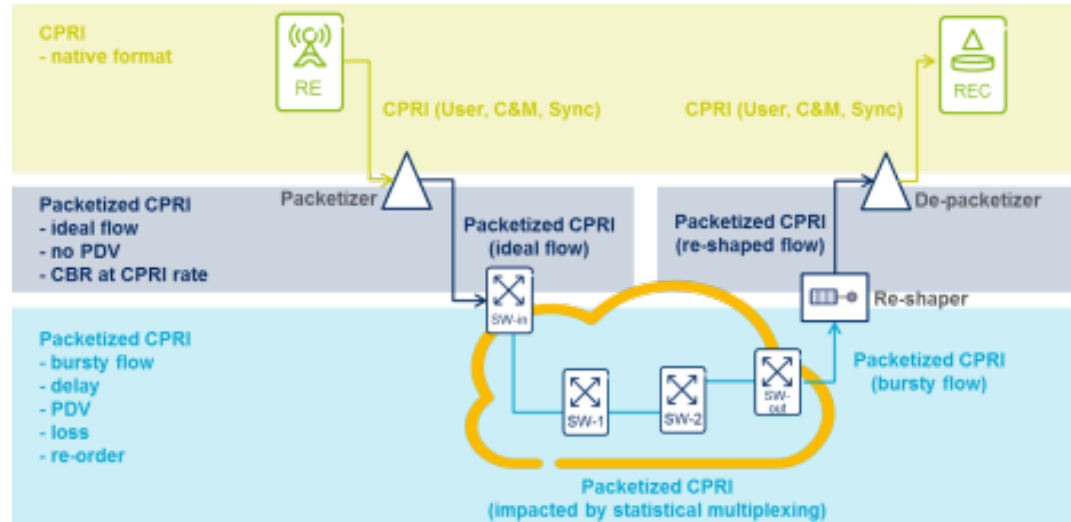 CPRI
- native format
RE
REC
CPRI (User, C&M, Sync)
CPRI (User, C&M, Sync)
Packetizer
De-packetizer
Packetized CPRI
- ideal flow
- no PDV
- CBR at CPRI rate
Packetized CPRI
(ideal flow)
Packetized CPRI
(re-shaped flow)
SW-in
Re-shaper
Packetized CPRI
- bursty flow
- delay
- PDV
- loss
- re-order
SW-1
SW-2
SW-
out
Packetized CPRI
(bursty flow)
Packetized CPRI
(impacted by statistical multiplexing)